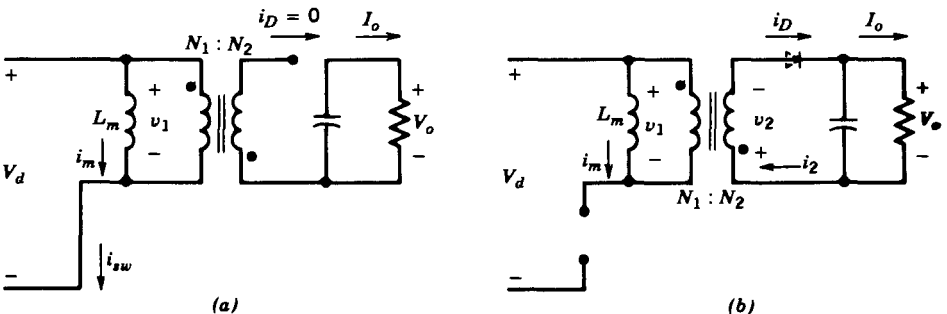 i_D = 0
I_o
N_1 : N_2
+
+
+
L_m
v_1
V_o
−
−
i_m
V_d
−
i_sw
(a)
i_D
I_o
+
+
−
+
L_m
v_1
v_2
V_o
−
+
−
i_m
i_2
V_d
N_1 : N_2
−
(b)